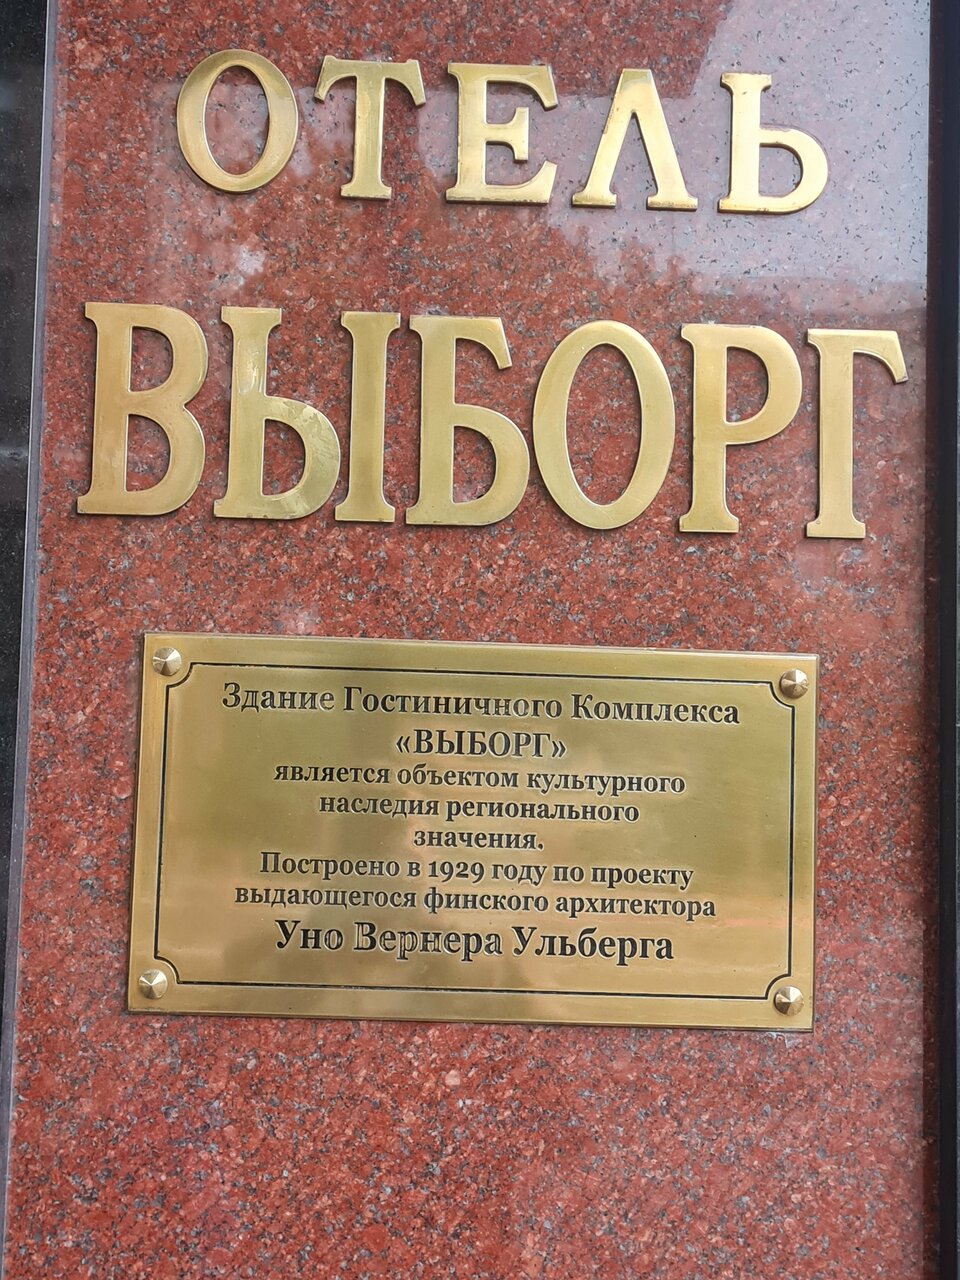 ОТЕЛЬ
ВЫБОРГ
Здание Гостиничного Комплекса
«ВЫБОРГ»
является объектом культурного
наследия регионального
значения.
Построено в 1929 году по проекту
выдающегося финского архитектора
Уно Вернера Ульберга